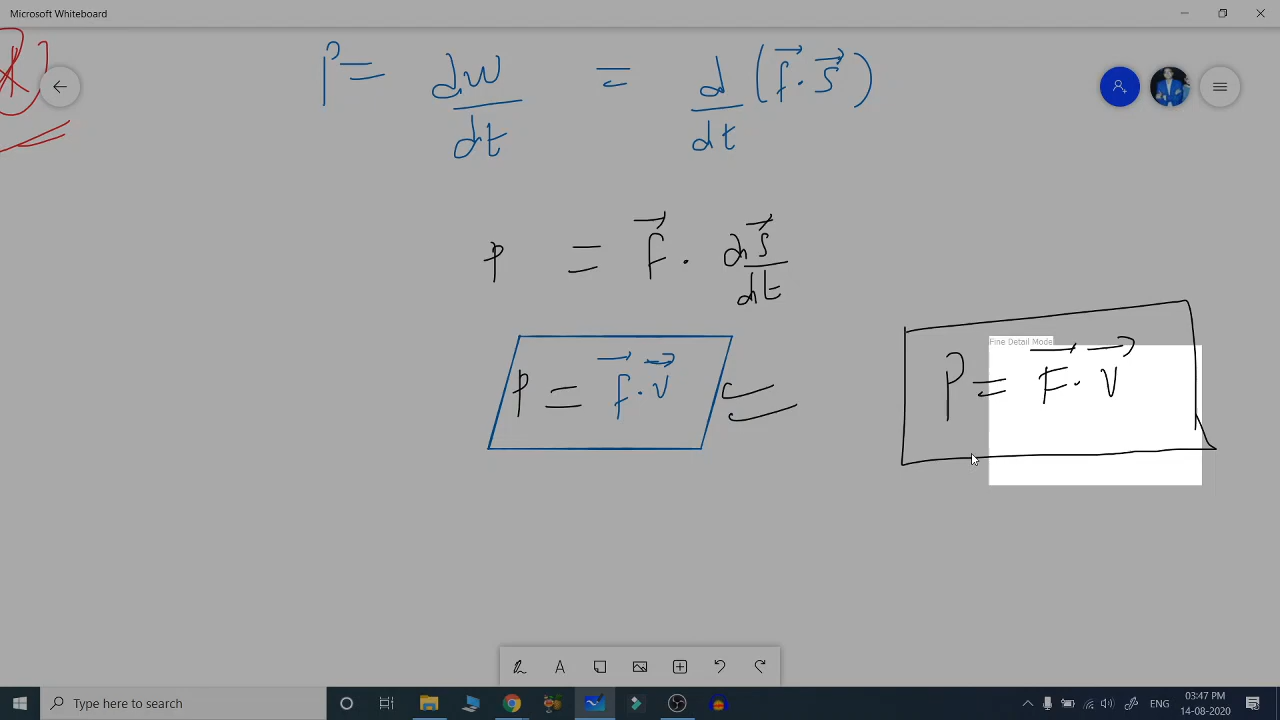 Microsoft Whiteboard
P = dw/dt = d/dt (f⃗ · s⃗)
P = f⃗ · ds⃗/dt
P = f⃗ · v⃗
Fine Detail Mode
P = F⃗ · v⃗
A
Type here to search
ENG
03:47 PM
14-08-2020